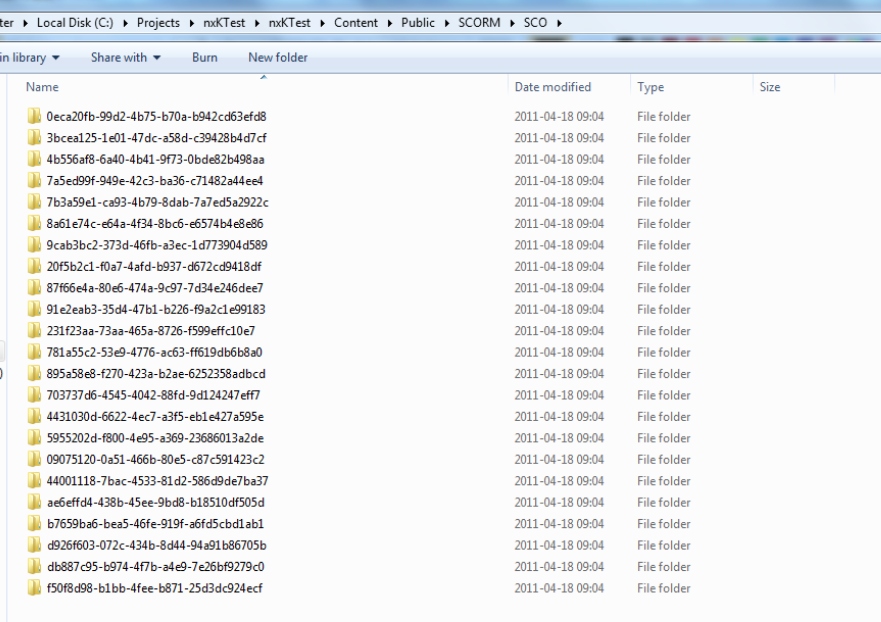 ter ▸ Local Disk (C:) ▸ Projects ▸ nxKTest ▸ nxKTest ▸ Content ▸ Public ▸ SCORM ▸ SCO ▸
in library Share with Burn New folder
Name Date modified Type Size
0eca20fb-99d2-4b75-b70a-b942cd63efd8 2011-04-18 09:04 File folder
3bcea125-1e01-47dc-a58d-c39428b4d7cf 2011-04-18 09:04 File folder
4b556af8-6a40-4b41-9f73-0bde82b498aa 2011-04-18 09:04 File folder
7a5ed99f-949e-42c3-ba36-c71482a44ee4 2011-04-18 09:04 File folder
7b3a59e1-ca93-4b79-8dab-7a7ed5a2922c 2011-04-18 09:04 File folder
8a61e74c-e64a-4f34-8bc6-e6574b4e8e86 2011-04-18 09:04 File folder
9cab3bc2-373d-46fb-a3ec-1d773904d589 2011-04-18 09:04 File folder
20f5b2c1-f0a7-4afd-b937-d672cd9418df 2011-04-18 09:04 File folder
87f66e4a-80e6-474a-9c97-7d34e246dee7 2011-04-18 09:04 File folder
91e2eab3-35d4-47b1-b226-f9a2c1e99183 2011-04-18 09:04 File folder
231f23aa-73aa-465a-8726-f599effc10e7 2011-04-18 09:04 File folder
781a55c2-53e9-4776-ac63-ff619db6b8a0 2011-04-18 09:04 File folder
895a58e8-f270-423a-b2ae-6252358adbcd 2011-04-18 09:04 File folder
703737d6-4545-4042-88fd-9d124247eff7 2011-04-18 09:04 File folder
4431030d-6622-4ec7-a3f5-eb1e427a595e 2011-04-18 09:04 File folder
5955202d-f800-4e95-a369-23686013a2de 2011-04-18 09:04 File folder
09075120-0a51-466b-80e5-c87c591423c2 2011-04-18 09:04 File folder
44001118-7bac-4533-81d2-586d9de7ba37 2011-04-18 09:04 File folder
ae6effd4-438b-45ee-9bd8-b18510df505d 2011-04-18 09:04 File folder
b7659ba6-bea5-46fe-919f-a6fd5cbd1ab1 2011-04-18 09:04 File folder
d926f603-072c-434b-8d44-94a91b86705b 2011-04-18 09:04 File folder
db887c95-b974-4f7b-a4e9-7e26bf9279c0 2011-04-18 09:04 File folder
f50f8d98-b1bb-4fee-b871-25d3dc924ecf 2011-04-18 09:04 File folder